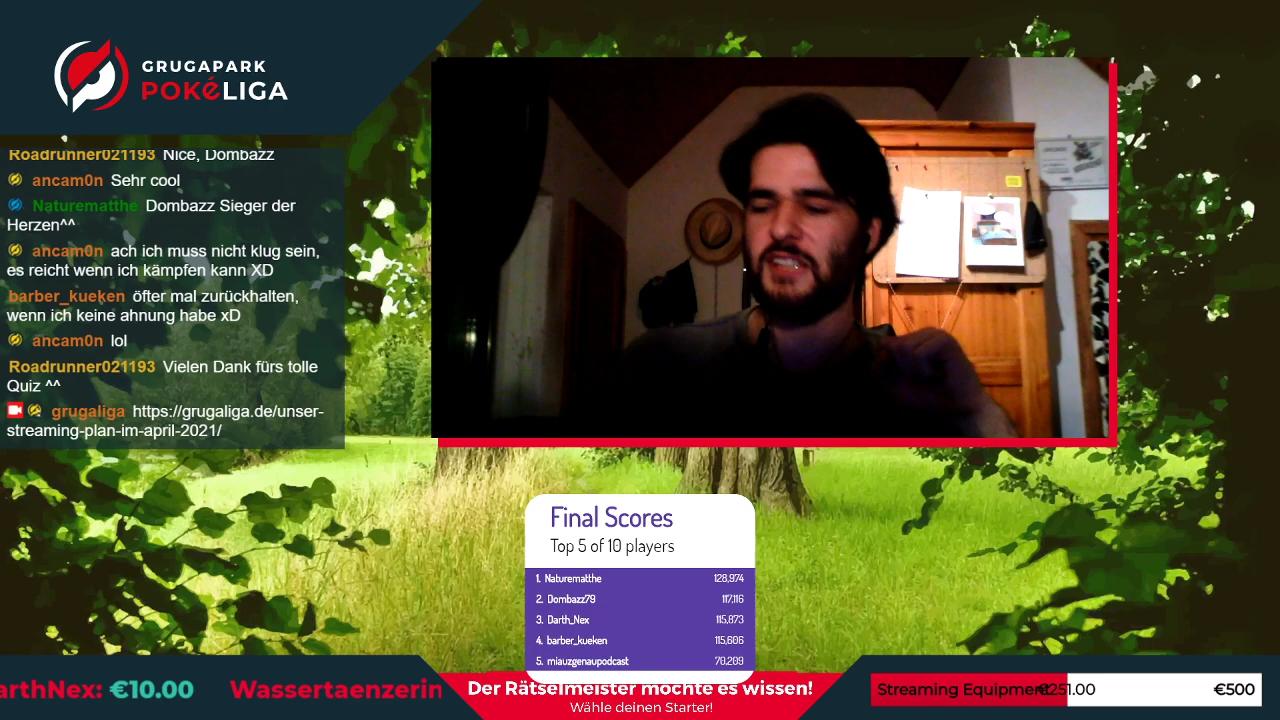 GRUGAPARK
POKéLIGA
Roadrunner021193 Nice, Dombazz
ancam0n Sehr cool
Naturematthe Dombazz Sieger der
Herzen^^
ancam0n ach ich muss nicht klug sein,
es reicht wenn ich kämpfen kann XD
barber_kueken öfter mal zurückhalten,
wenn ich keine ahnung habe xD
ancam0n lol
Roadrunner021193 Vielen Dank fürs tolle
Quiz ^^
grugaliga https://grugaliga.de/unser-
streaming-plan-im-april-2021/
Final Scores
Top 5 of 10 players
1. Naturematthe 128,974
2. Dombazz79 117,116
3. Darth_Nex 115,873
4. barber_kueken 115,606
5. miauzgenaupodcast 70,209
arthNex: €10.00 Wassertaenzerin
Der Rätselmeister möchte es wissen!
Wähle deinen Starter!
Streaming Equipment €251.00 €500